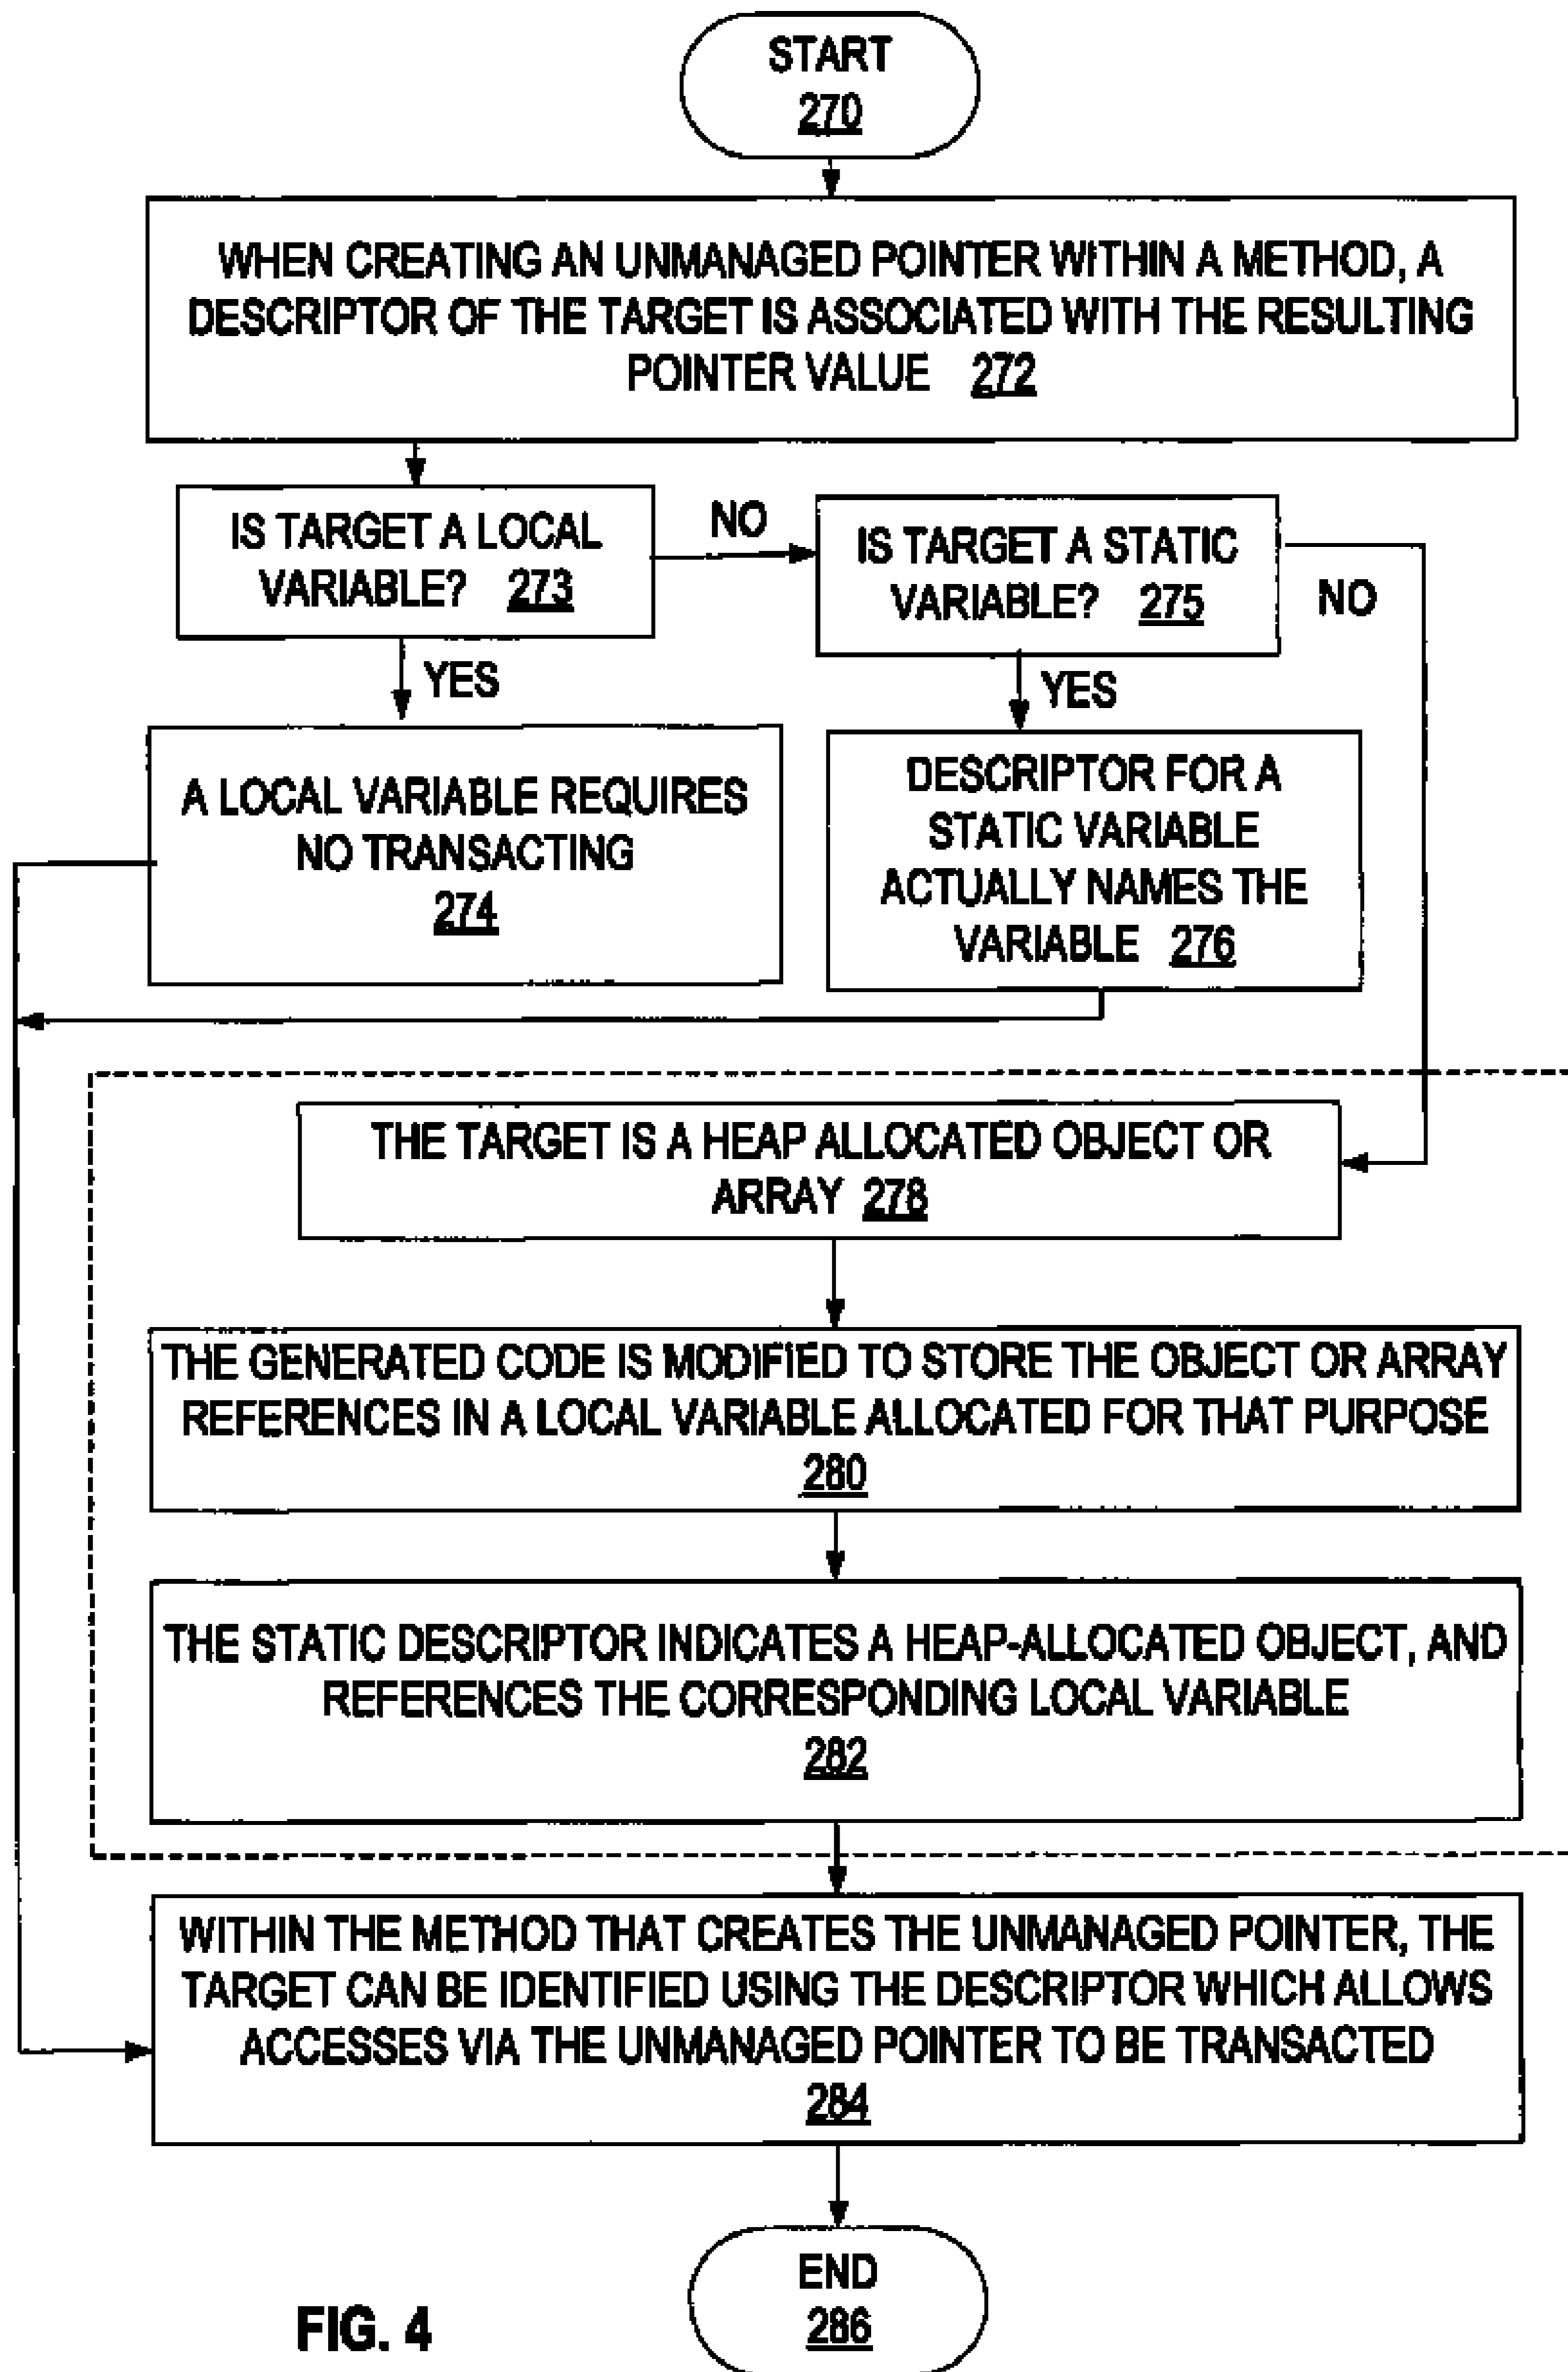 START
270
WHEN CREATING AN UNMANAGED POINTER WITHIN A METHOD, A
DESCRIPTOR OF THE TARGET IS ASSOCIATED WITH THE RESULTING
POINTER VALUE 272
IS TARGET A LOCAL
VARIABLE? 273
NO
IS TARGET A STATIC
VARIABLE? 275
NO
YES
YES
A LOCAL VARIABLE REQUIRES
NO TRANSACTING
274
DESCRIPTOR FOR A
STATIC VARIABLE
ACTUALLY NAMES THE
VARIABLE 276
THE TARGET IS A HEAP ALLOCATED OBJECT OR
ARRAY 278
THE GENERATED CODE IS MODIFIED TO STORE THE OBJECT OR ARRAY
REFERENCES IN A LOCAL VARIABLE ALLOCATED FOR THAT PURPOSE
280
THE STATIC DESCRIPTOR INDICATES A HEAP-ALLOCATED OBJECT, AND
REFERENCES THE CORRESPONDING LOCAL VARIABLE
282
WITHIN THE METHOD THAT CREATES THE UNMANAGED POINTER, THE
TARGET CAN BE IDENTIFIED USING THE DESCRIPTOR WHICH ALLOWS
ACCESSES VIA THE UNMANAGED POINTER TO BE TRANSACTED
284
END
286
FIG. 4